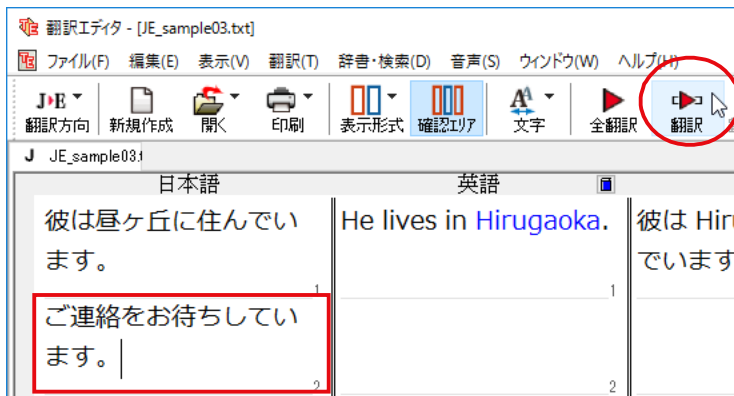 翻訳エディタ - [JE_sample03.txt]
ファイル(F) 編集(E) 表示(V) 翻訳(T) 辞書・検索(D) 音声(S) ウィンドウ(W) ヘルプ(H)
J▶E
翻訳方向 新規作成 開く 印刷 表示形式 確認エリア 文字 全翻訳 翻訳
J JE_sample03.t
日本語 英語
彼は昼ヶ丘に住んでい He lives in Hirugaoka. 彼は Hiru
ます。 でいます
1 1
ご連絡をお待ちしてい
ます。
2 2